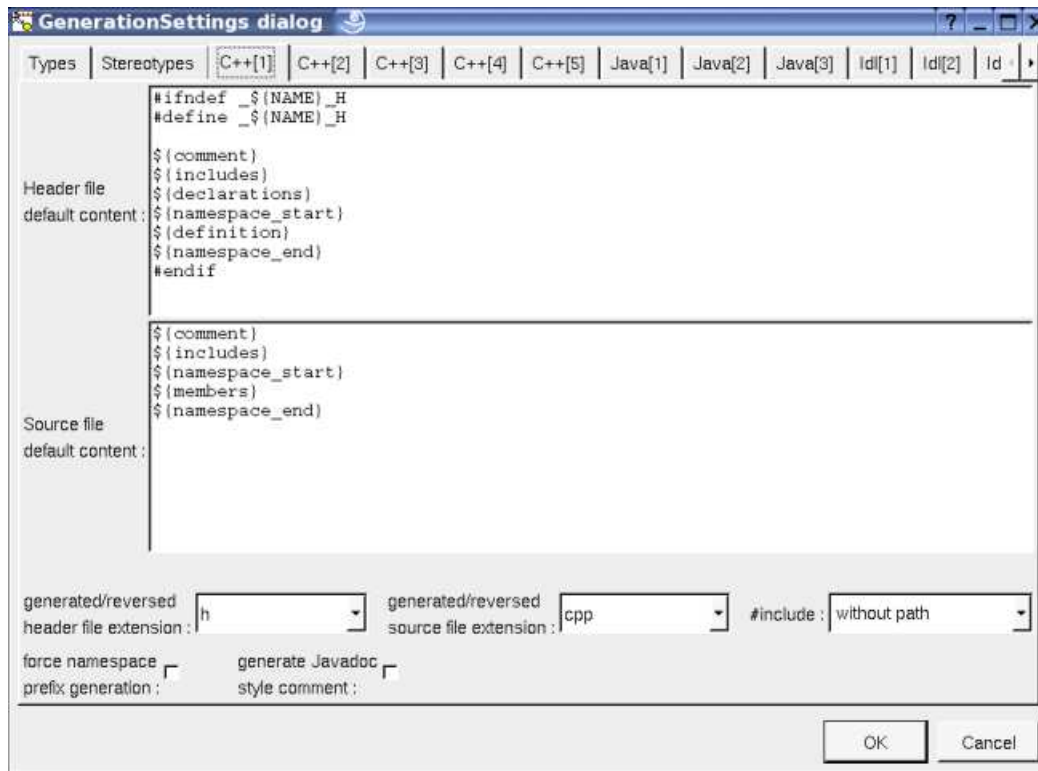 GenerationSettings dialog
Types Stereotypes C++[1] C++[2] C++[3] C++[4] C++[5] Java[1] Java[2] Java[3] Idl[1] Idl[2] Id
#ifndef _${NAME}_H
#define _${NAME}_H
${comment}
${includes}
Header file
${declarations}
default content :
${namespace_start}
${definition}
${namespace_end}
#endif
${comment}
${includes}
${namespace_start}
${members}
${namespace_end}
Source file
default content :
generated/reversed
header file extension :
h
generated/reversed
source file extension :
cpp
#include :
without path
force namespace
prefix generation :
generate Javadoc
style comment :
OK
Cancel